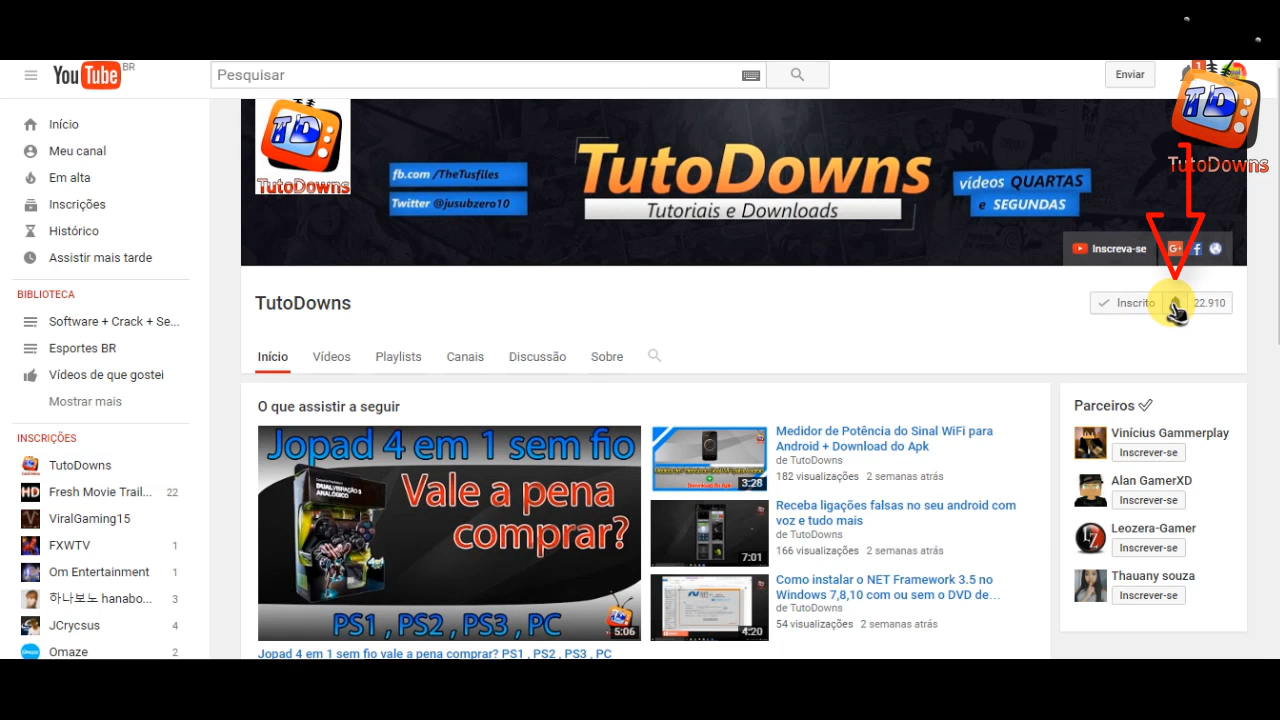 YouTube BR
Pesquisar
Enviar
1
TD
TutoDowns
Início
Meu canal
Em alta
Inscrições
Histórico
Assistir mais tarde
BIBLIOTECA
Software + Crack + Se...
Esportes BR
Vídeos de que gostei
Mostrar mais
INSCRIÇÕES
TutoDowns
Fresh Movie Trail... 22
ViralGaming15
FXWTV 1
Om Entertainment 1
하나보노 hanabo... 3
JCrycsus 4
Omaze 2
TD
TutoDowns
fb.com /TheTusfiles
Twitter @jusubzero10
TutoDowns
Tutoriais e Downloads
vídeos QUARTAS
e SEGUNDAS
Inscreva-se
TutoDowns
Inscrito 22.910
Início Vídeos Playlists Canais Discussão Sobre
O que assistir a seguir
Jopad 4 em 1 sem fio
Vale a pena
comprar?
DUAL VIBRAÇÃO 3
ANALÓGICO
PS1 , PS2 , PS3 , PC
5:06
Jopad 4 em 1 sem fio vale a pena comprar? PS1 , PS2 , PS3 , PC
3:28
Medidor de Potência do Sinal WiFi para
Android + Download do Apk
de TutoDowns
182 visualizações 2 semanas atrás
7:01
Receba ligações falsas no seu android com
voz e tudo mais
de TutoDowns
166 visualizações 2 semanas atrás
4:20
Como instalar o NET Framework 3.5 no
Windows 7,8,10 com ou sem o DVD de...
de TutoDowns
54 visualizações 2 semanas atrás
Parceiros
Vinícius Gammerplay
Inscrever-se
Alan GamerXD
Inscrever-se
Leozera-Gamer
Inscrever-se
Thauany souza
Inscrever-se